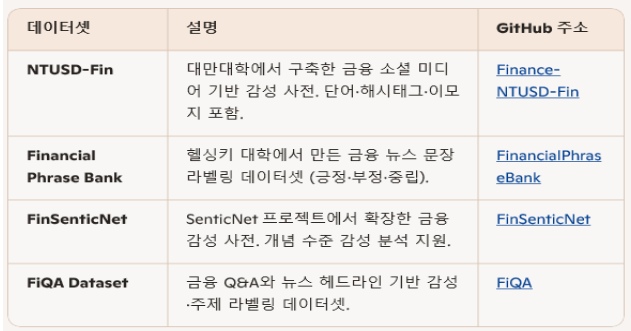 데이터셋 설명 GitHub 주소
NTUSD-Fin 대만대학에서 구축한 금융 소셜 미디 Finance-
어 기반 감성 사전. 단어·해시태그·이모 NTUSD-Fin
지 포함.
Financial 헬싱키 대학에서 만든 금융 뉴스 문장 FinancialPhras
Phrase Bank 라벨링 데이터셋 (긍정·부정·중립). eBank
FinSenticNet SenticNet 프로젝트에서 확장한 금융 FinSenticNet
감성 사전. 개념 수준 감성 분석 지원.
FiQA Dataset 금융 Q&A와 뉴스 헤드라인 기반 감성 FiQA
·주제 라벨링 데이터셋.